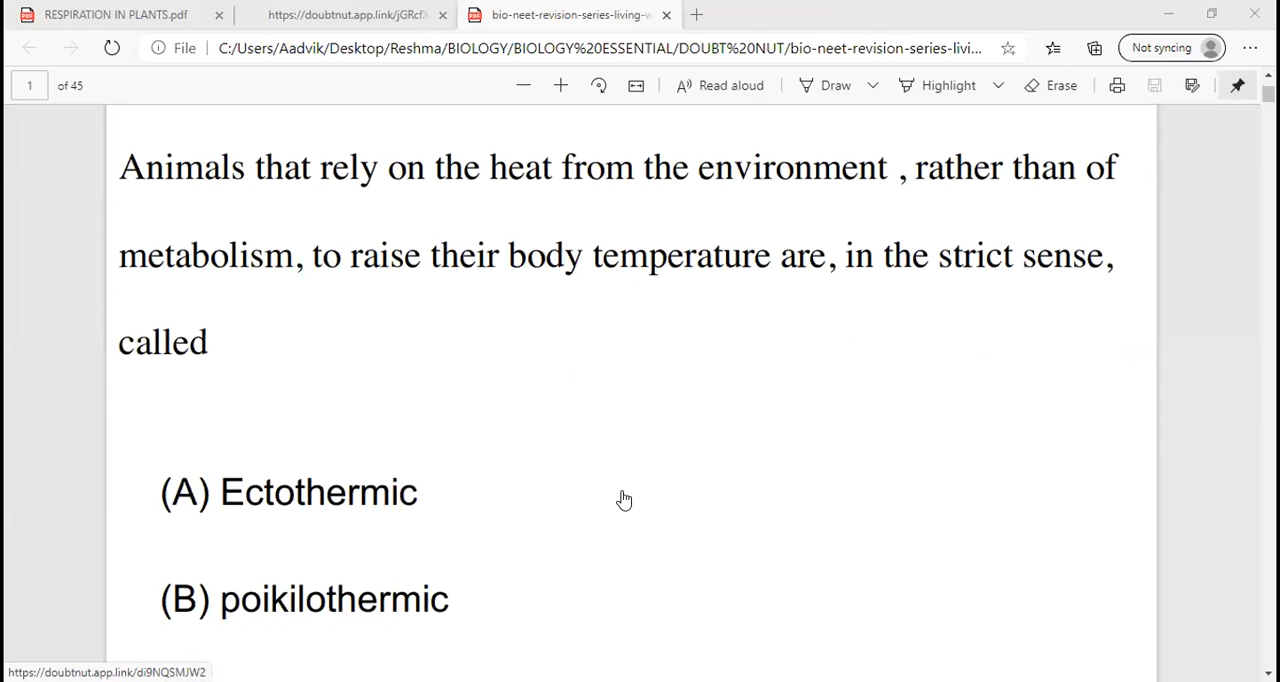 RESPIRATION IN PLANTS.pdf
https://doubtnut.app.link/jGRcf
bio-neet-revision-series-living-w
File C:/Users/Aadvik/Desktop/Reshma/BIOLOGY/BIOLOGY%20ESSENTIAL/DOUBT%20NUT/bio-neet-revision-series-livi... Not syncing
1 of 45 Read aloud Draw Highlight Erase
Animals that rely on the heat from the environment , rather than of
metabolism, to raise their body temperature are, in the strict sense,
called
(A) Ectothermic
(B) poikilothermic
https://doubtnut.app.link/di9NQSMJW2